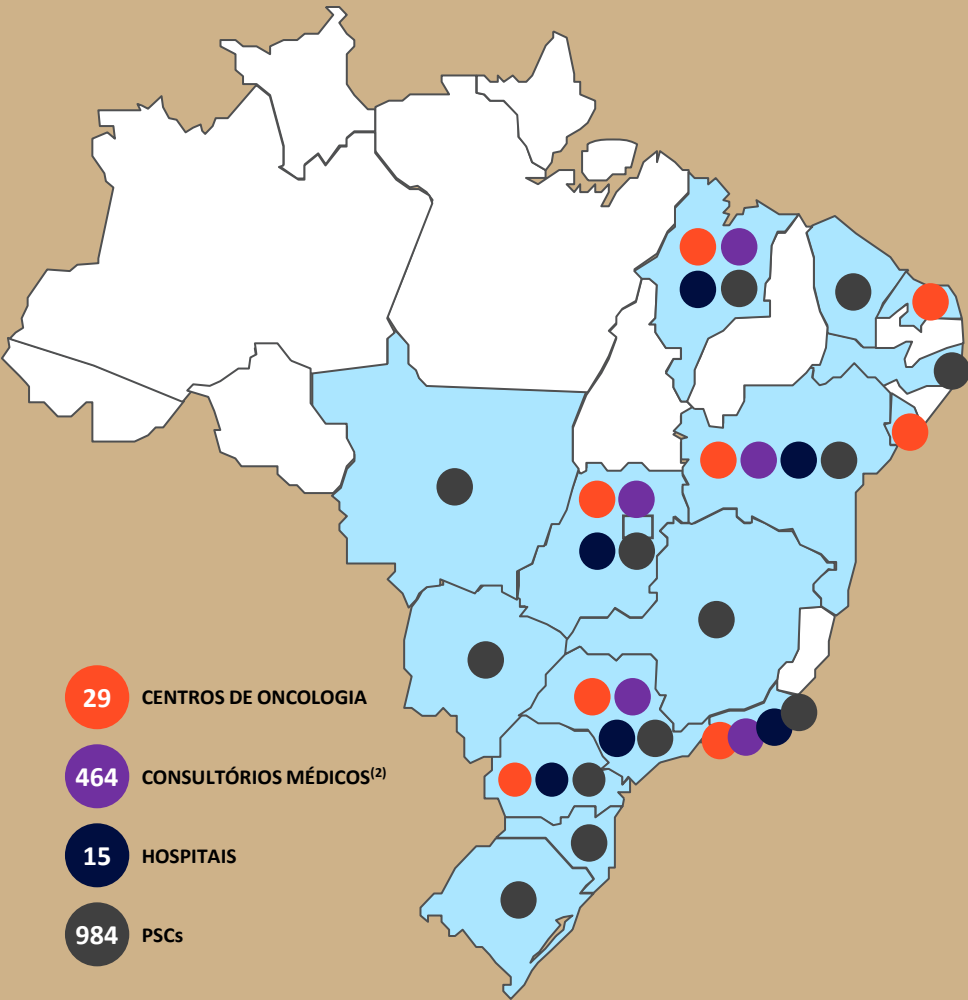 29 CENTROS DE ONCOLOGIA
464 CONSULTÓRIOS MÉDICOS(2)
15 HOSPITAIS
984 PSCs